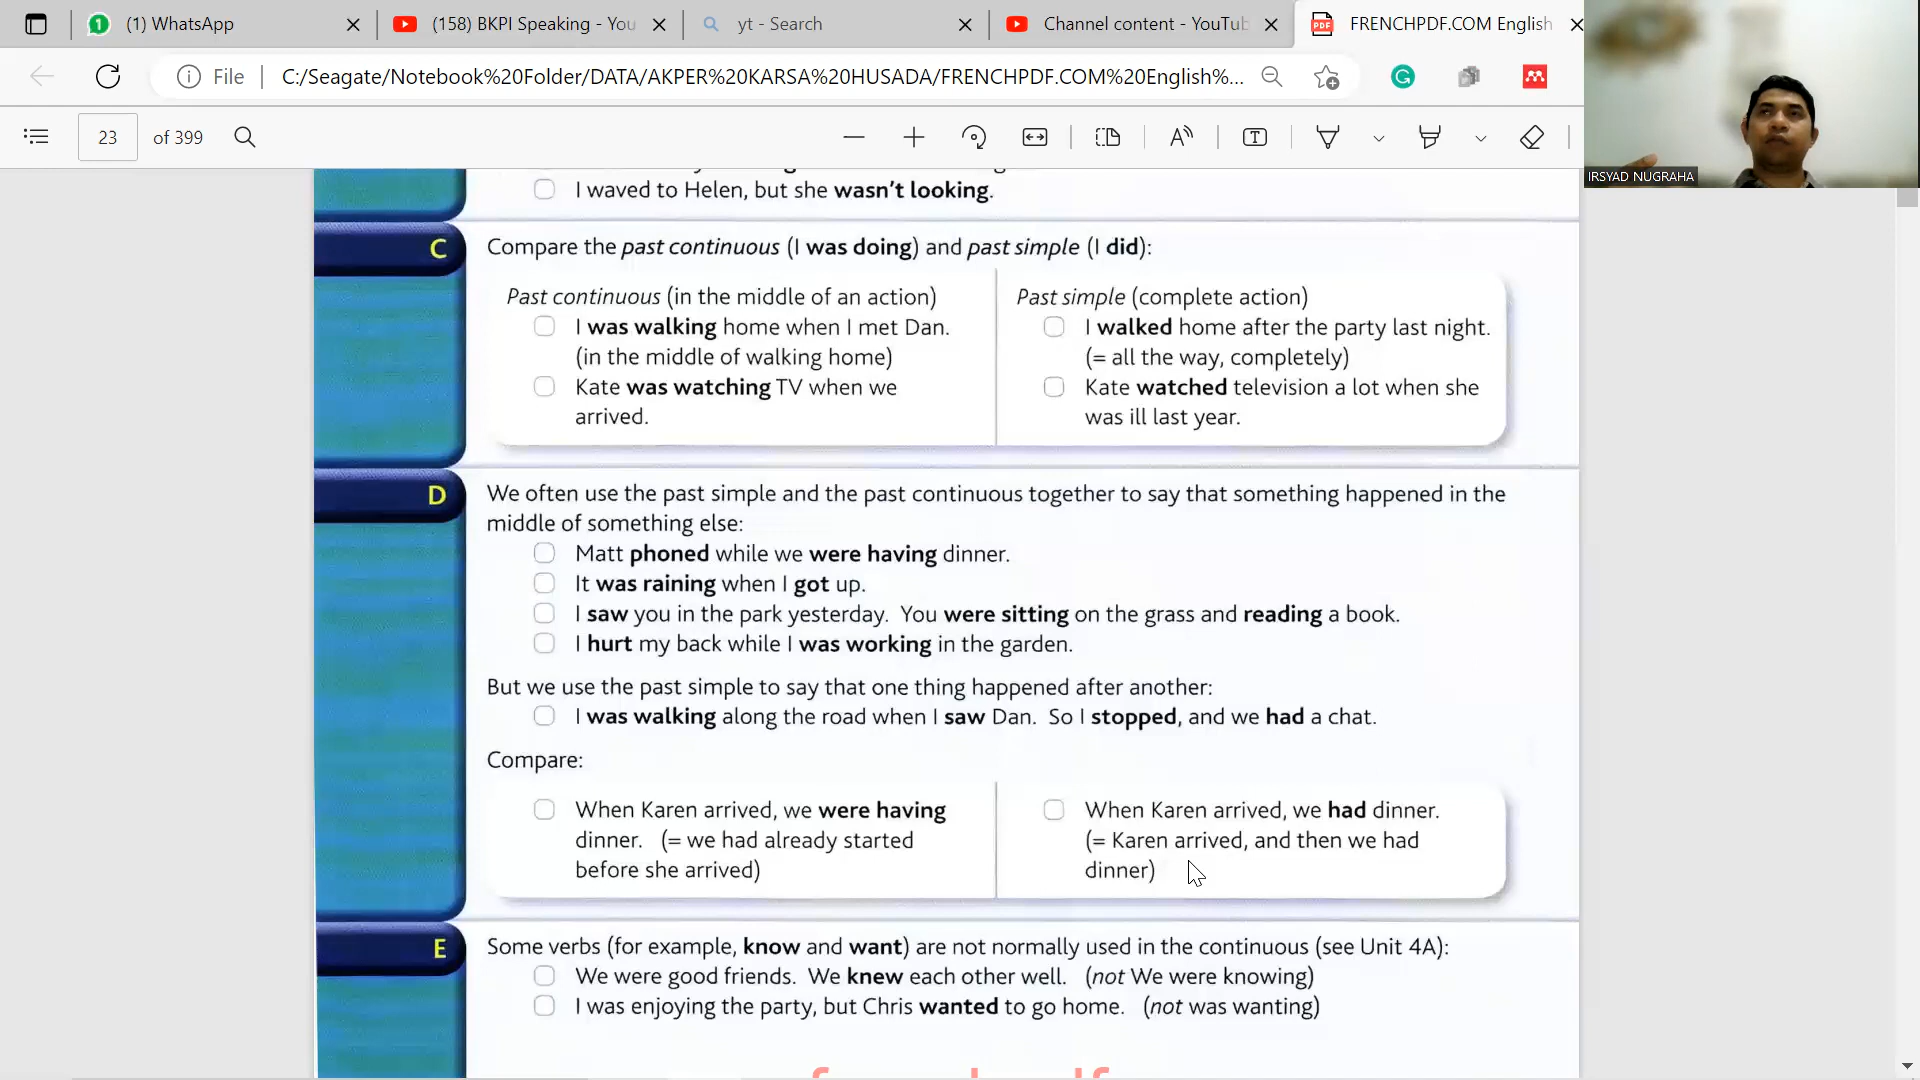 (1) WhatsApp
(158) BKPI Speaking - You
yt - Search
Channel content - YouTub
FRENCHPDF.COM English
File
C:/Seagate/Notebook%20Folder/DATA/AKPER%20KARSA%20HUSADA/FRENCHPDF.COM%20English%...
23 of 399
IRSYAD NUGRAHA
I waved to Helen, but she wasn't looking.
C
Compare the past continuous (I was doing) and past simple (I did):
Past continuous (in the middle of an action)
I was walking home when I met Dan.
(in the middle of walking home)
Kate was watching TV when we
arrived.
Past simple (complete action)
I walked home after the party last night.
(= all the way, completely)
Kate watched television a lot when she
was ill last year.
D
We often use the past simple and the past continuous together to say that something happened in the
middle of something else:
Matt phoned while we were having dinner.
It was raining when I got up.
I saw you in the park yesterday. You were sitting on the grass and reading a book.
I hurt my back while I was working in the garden.
But we use the past simple to say that one thing happened after another:
I was walking along the road when I saw Dan. So I stopped, and we had a chat.
Compare:
When Karen arrived, we were having
dinner. (= we had already started
before she arrived)
When Karen arrived, we had dinner.
(= Karen arrived, and then we had
dinner)
E
Some verbs (for example, know and want) are not normally used in the continuous (see Unit 4A):
We were good friends. We knew each other well. (not We were knowing)
I was enjoying the party, but Chris wanted to go home. (not was wanting)